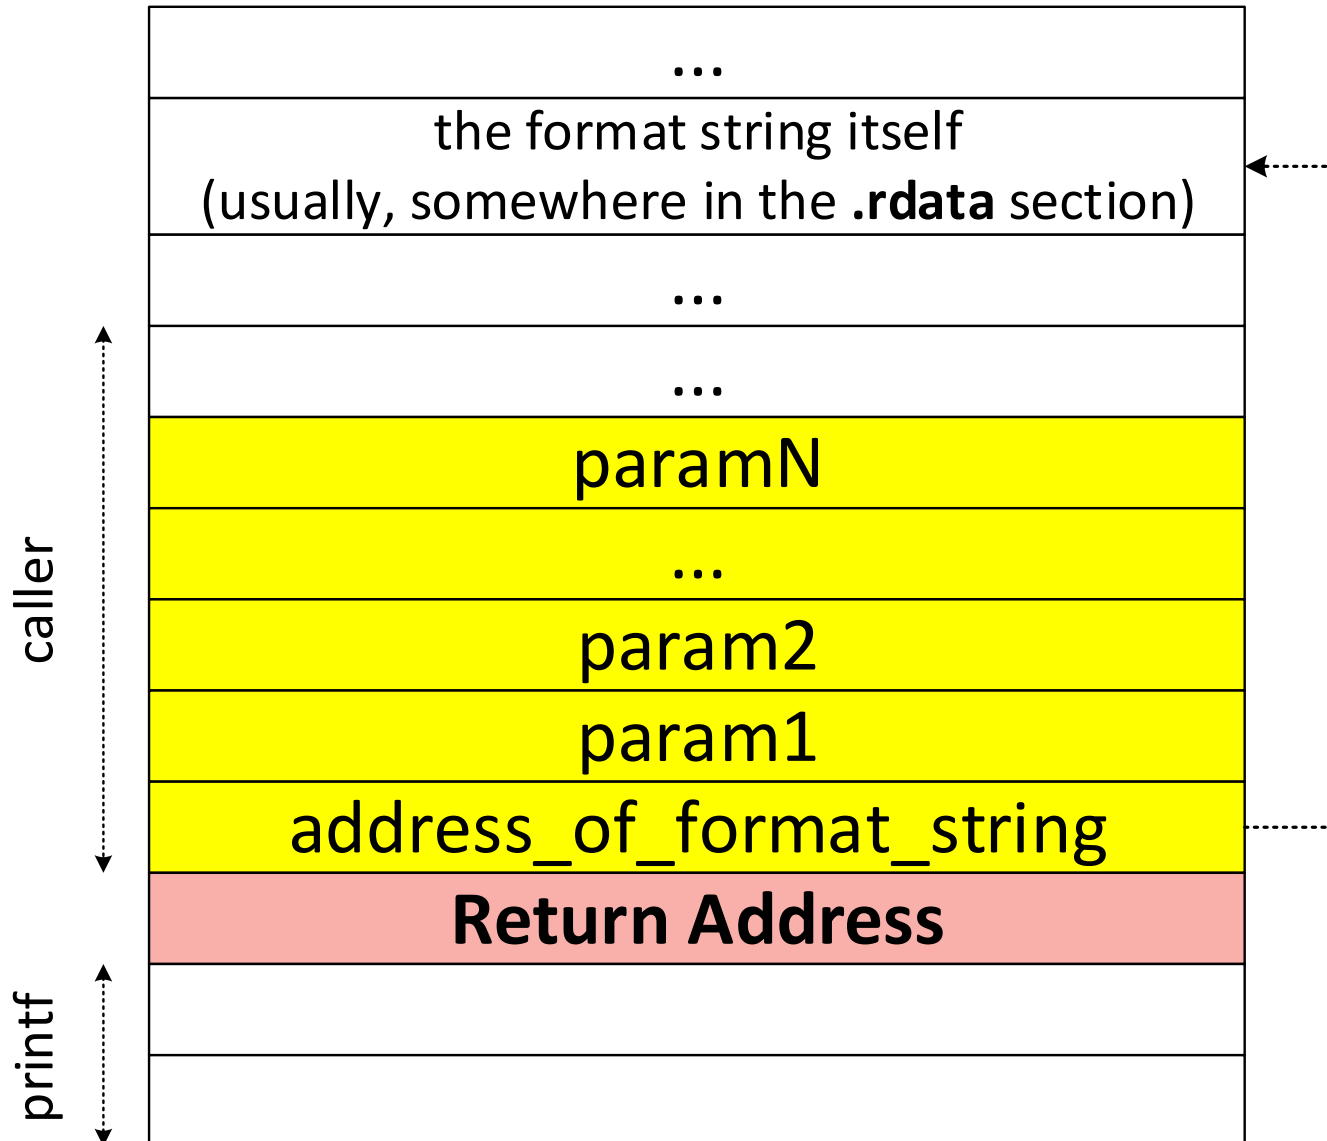 ...
the format string itself
(usually, somewhere in the .rdata section)
...
...
paramN
...
param2
param1
address_of_format_string
Return Address
caller
printf